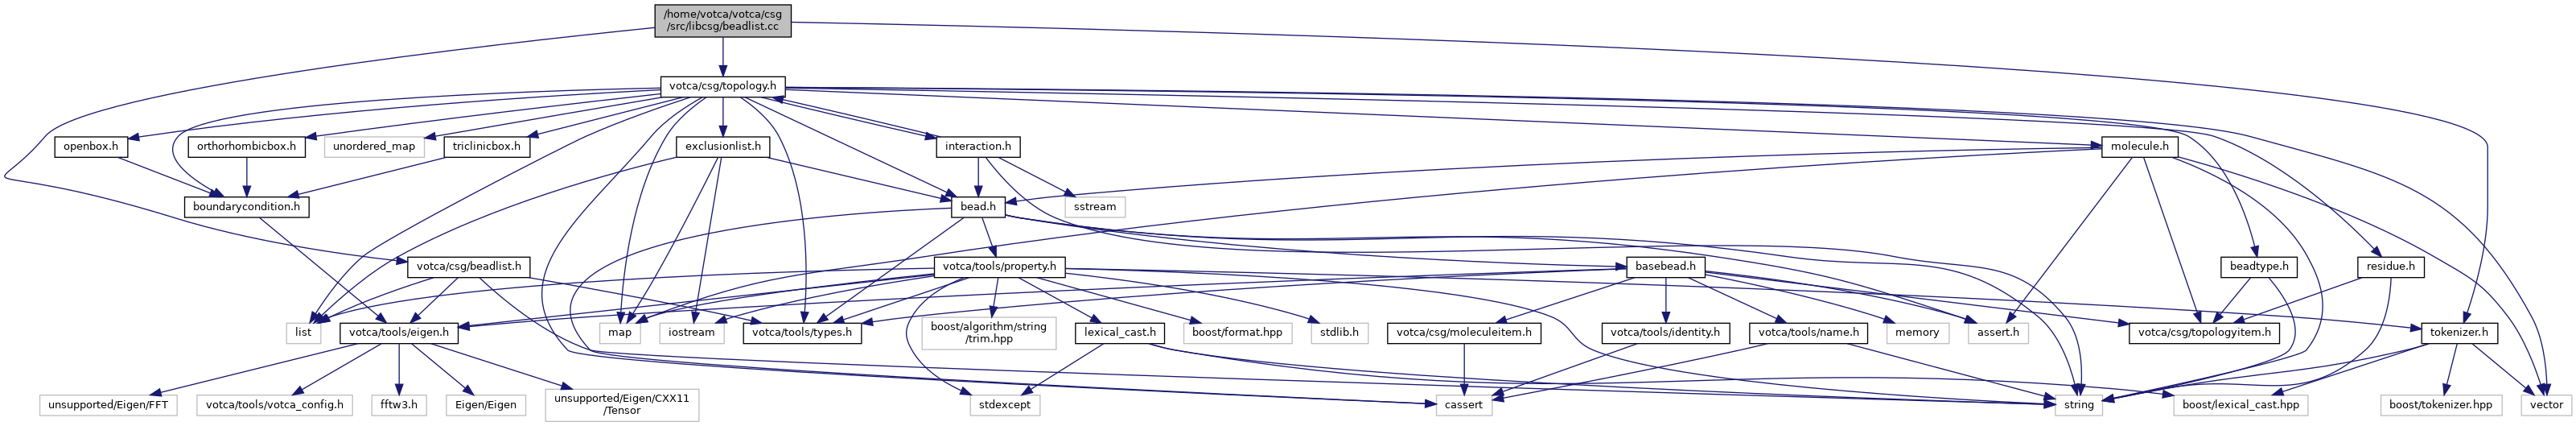 /home/votca/votca/csg
/src/libcsg/beadlist.cc
votca/csg/topology.h
openbox.h
orthorhombicbox.h
unordered_map
triclinicbox.h
exclusionlist.h
interaction.h
molecule.h
boundarycondition.h
bead.h
sstream
votca/csg/beadlist.h
votca/tools/property.h
basebead.h
beadtype.h
residue.h
list
votca/tools/eigen.h
map
iostream
votca/tools/types.h
boost/algorithm/string
/trim.hpp
lexical_cast.h
boost/format.hpp
stdlib.h
votca/csg/moleculeitem.h
votca/tools/identity.h
votca/tools/name.h
memory
assert.h
votca/csg/topologyitem.h
tokenizer.h
unsupported/Eigen/FFT
votca/tools/votca_config.h
fftw3.h
Eigen/Eigen
unsupported/Eigen/CXX11
/Tensor
stdexcept
cassert
string
boost/lexical_cast.hpp
boost/tokenizer.hpp
vector